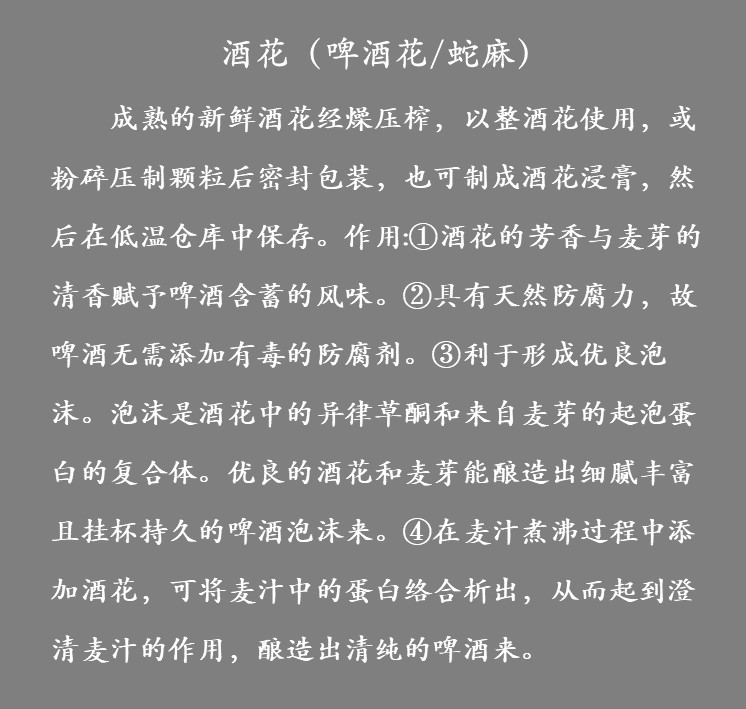 酒花（啤酒花/蛇麻）
成熟的新鲜酒花经燥压榨，以整酒花使用，或
粉碎压制颗粒后密封包装，也可制成酒花浸膏，然
后在低温仓库中保存。作用:①酒花的芳香与麦芽的
清香赋予啤酒含蓄的风味。②具有天然防腐力，故
啤酒无需添加有毒的防腐剂。③利于形成优良泡
沫。泡沫是酒花中的异律草酮和来自麦芽的起泡蛋
白的复合体。优良的酒花和麦芽能酿造出细腻丰富
且挂杯持久的啤酒泡沫来。④在麦汁煮沸过程中添
加酒花，可将麦汁中的蛋白络合析出，从而起到澄
清麦汁的作用，酿造出清纯的啤酒来。